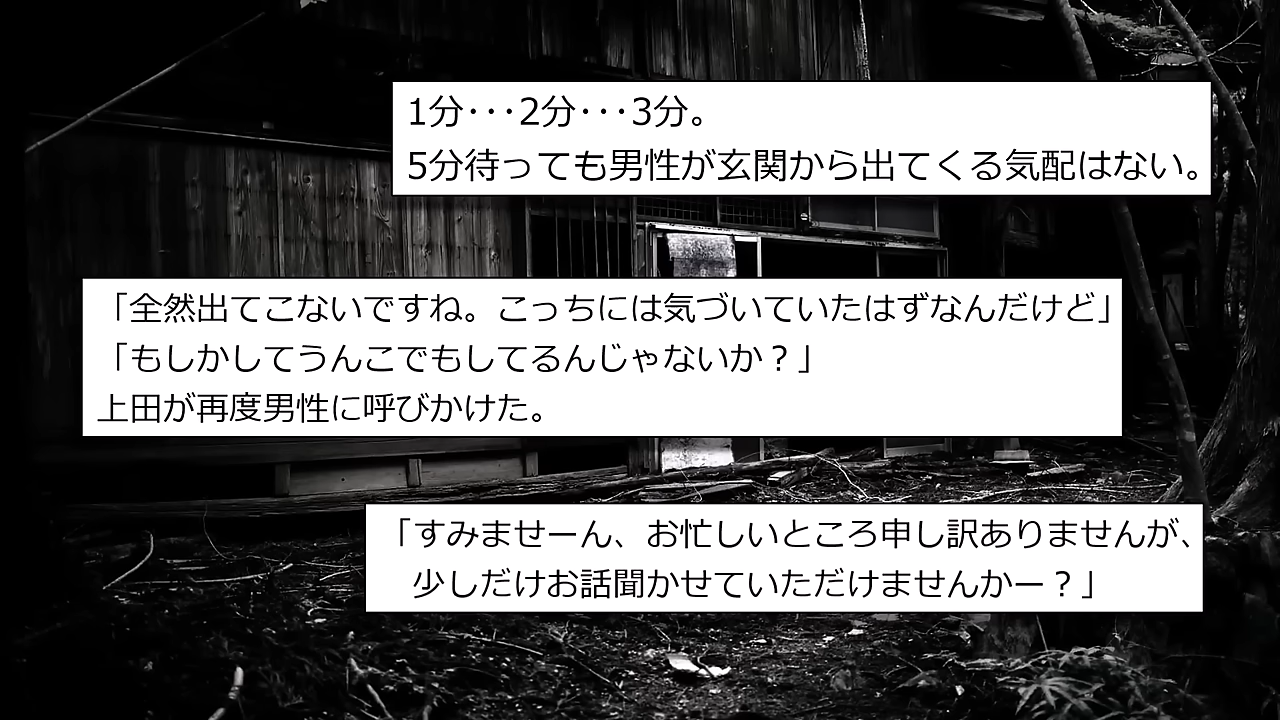 1分･･･2分･･･3分。
5分待っても男性が玄関から出てくる気配はない。
「全然出てこないですね。こっちには気づいていたはずなんだけど」
「もしかしてうんこでもしてるんじゃないか？」
上田が再度男性に呼びかけた。
「すみませーん、お忙しいところ申し訳ありませんが、
少しだけお話聞かせていただけませんかー？」